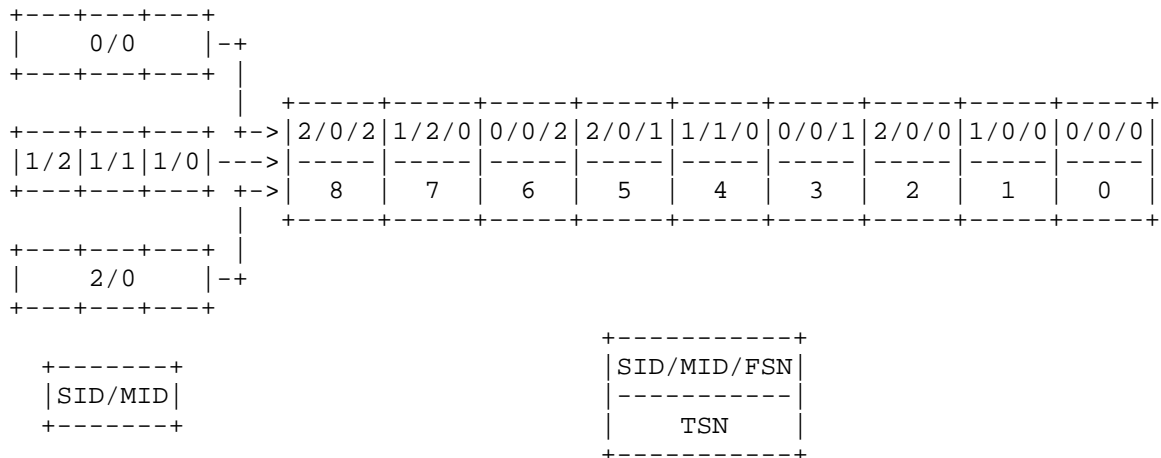 +---+---+---+
|    0/0    |-+
+---+---+---+ |
              |  +-----+-----+-----+-----+-----+-----+-----+-----+-----+
+---+---+---+ +->|2/0/2|1/2/0|0/0/2|2/0/1|1/1/0|0/0/1|2/0/0|1/0/0|0/0/0|
|1/2|1/1|1/0|--->|-----|-----|-----|-----|-----|-----|-----|-----|-----|
+---+---+---+ +->|  8  |  7  |  6  |  5  |  4  |  3  |  2  |  1  |  0  |
              |  +-----+-----+-----+-----+-----+-----+-----+-----+-----+
+---+---+---+ |
|    2/0    |-+
+---+---+---+
                                     +-----------+
  +-------+                          |SID/MID/FSN|
  |SID/MID|                          |-----------|
  +-------+                          |    TSN    |
                                     +-----------+